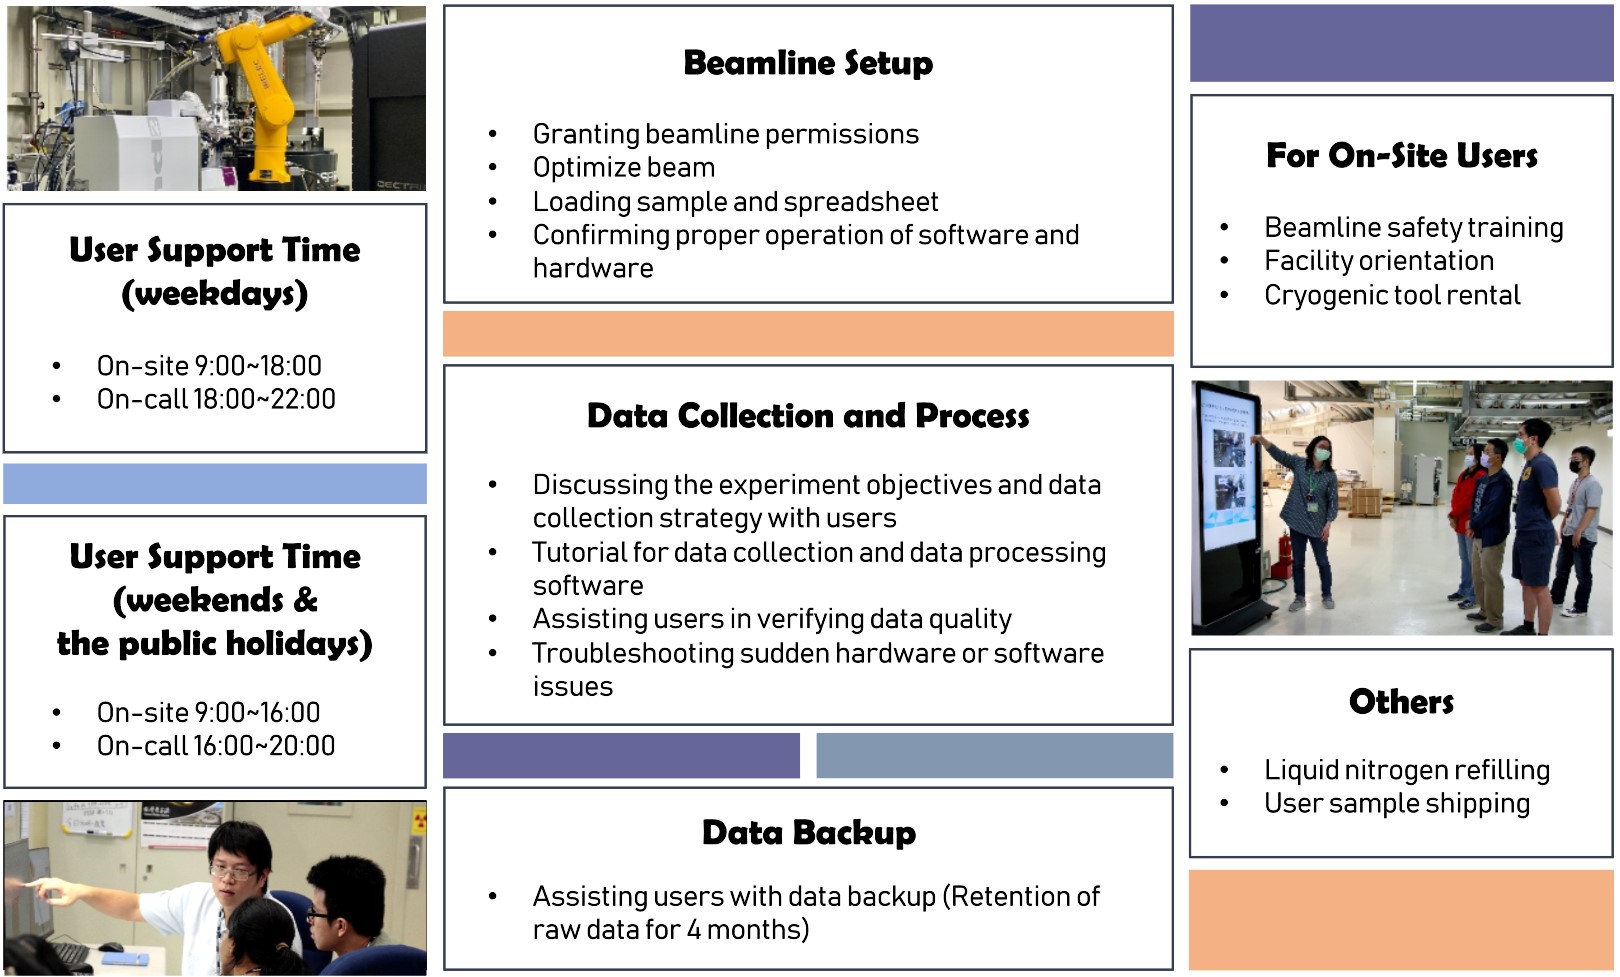 DECTRIS
User Support Time
(weekdays)
• On-site 9:00~18:00
• On-call 18:00~22:00
User Support Time
(weekends &
the public holidays)
• On-site 9:00~16:00
• On-call 16:00~20:00
Beamline Setup
• Granting beamline permissions
• Optimize beam
• Loading sample and spreadsheet
• Confirming proper operation of software and
hardware
Data Collection and Process
• Discussing the experiment objectives and data
collection strategy with users
• Tutorial for data collection and data processing
software
• Assisting users in verifying data quality
• Troubleshooting sudden hardware or software
issues
Data Backup
• Assisting users with data backup (Retention of
raw data for 4 months)
For On-Site Users
• Beamline safety training
• Facility orientation
• Cryogenic tool rental
Others
• Liquid nitrogen refilling
• User sample shipping